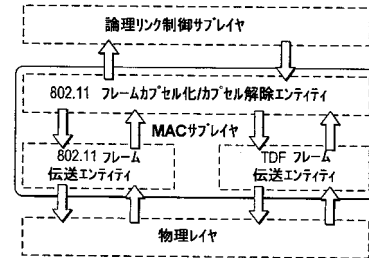 論理リンク制御サブレイヤ
802.11 フレームカプセル化/カプセル解除エンティティ
MACサブレイヤ
802.11 フレーム
伝送エンティティ
TDF フレーム
伝送エンティティ
物理レイヤ